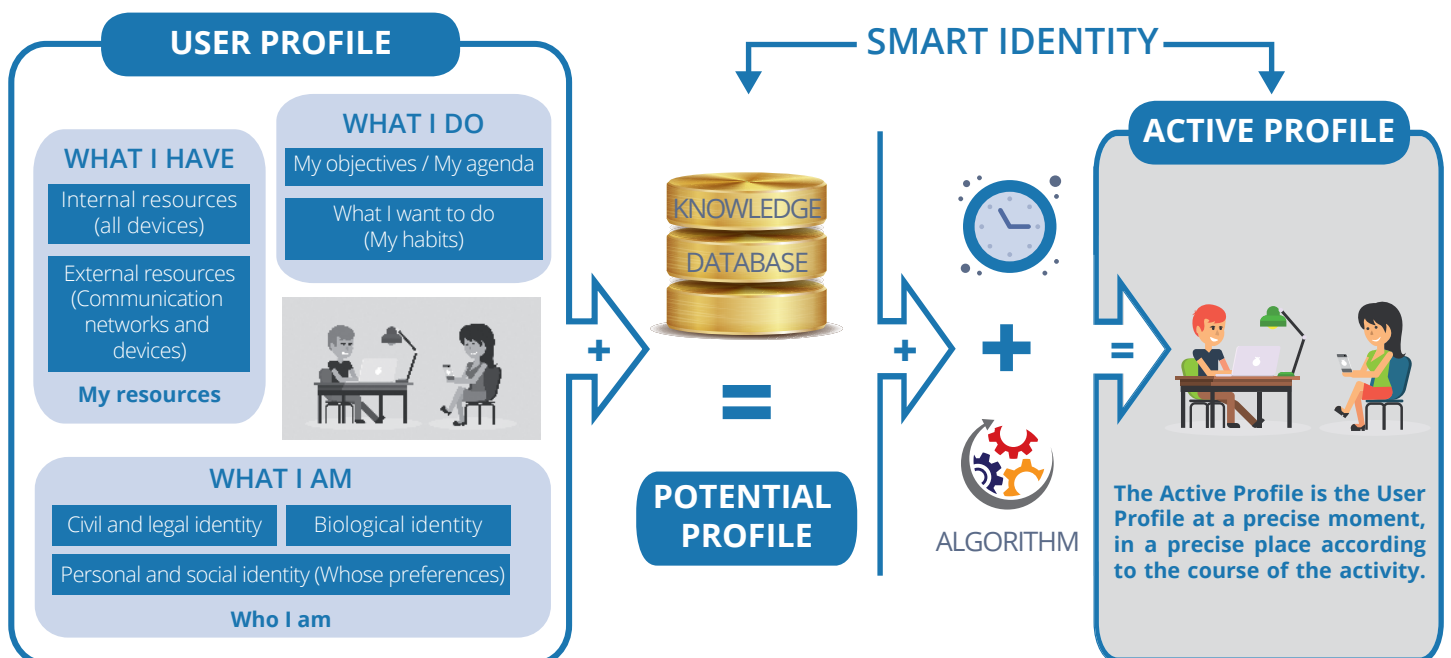 USER PROFILE
WHAT I HAVE
Internal resources
(all devices)
External resources
(Communication
networks and
devices)
My resources
WHAT I DO
My objectives / My agenda
What I want to do
(My habits)
WHAT I AM
Civil and legal identity
Biological identity
Personal and social identity (Whose preferences)
Who I am
+
SMART IDENTITY
KNOWLEDGE
DATABASE
=
POTENTIAL
PROFILE
+
+
ALGORITHM
=
ACTIVE PROFILE
The Active Profile is the User
Profile at a precise moment,
in a precise place according
to the course of the activity.